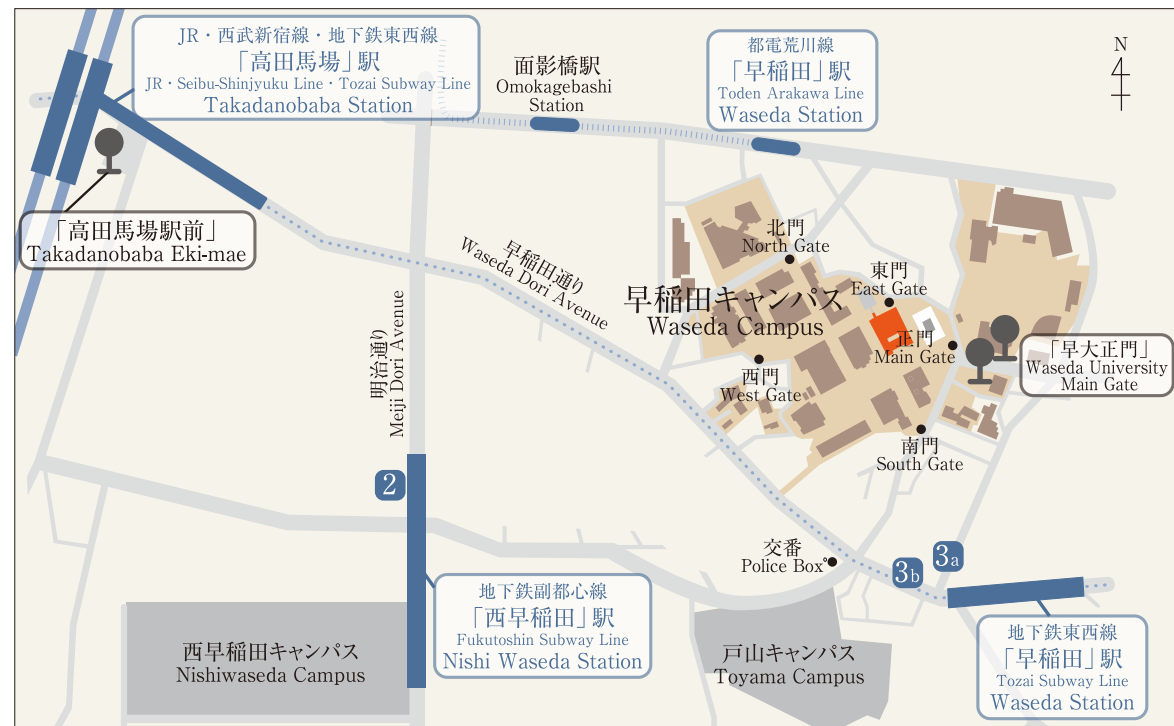 JR・西武新宿線・地下鉄東西線
「高田馬場」駅
JR・Seibu-Shinjyuku Line・Tozai Subway Line
Takadanobaba Station
面影橋駅
Omokagebashi
Station
都電荒川線
「早稲田」駅
Toden Arakawa Line
Waseda Station
N
「高田馬場駅前」
Takadanobaba Eki-mae
早稲田通り
Waseda Dori Avenue
明治通り
Meiji Dori Avenue
北門
North Gate
東門
East Gate
早稲田キャンパス
Waseda Campus
正門
Main Gate
「早大正門」
Waseda University
Main Gate
西門
West Gate
南門
South Gate
2
交番
Police Box
3b
3a
地下鉄副都心線
「西早稲田」駅
Fukutoshin Subway Line
Nishi Waseda Station
西早稲田キャンパス
Nishiwaseda Campus
戸山キャンパス
Toyama Campus
地下鉄東西線
「早稲田」駅
Tozai Subway Line
Waseda Station